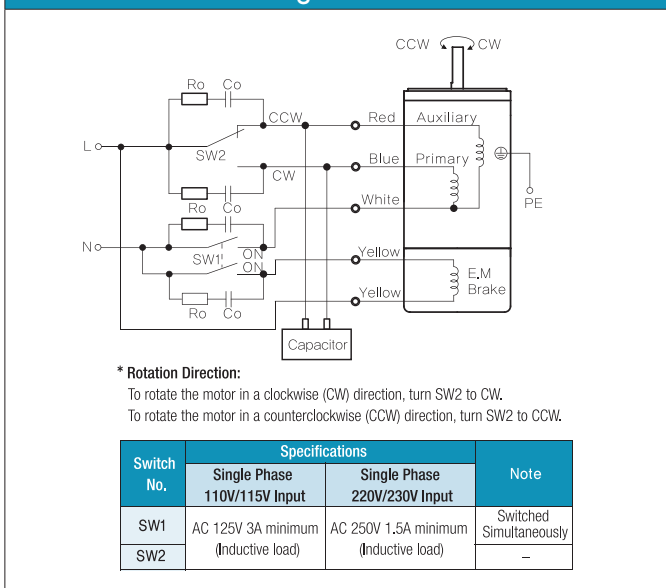 CCW CW
Ro Co
CCW
Red Auxiliary
L
SW2
Blue Primary
CW
PE
White
Ro Co
N
SW1 ON
ON
Yellow
E.M
Brake
Yellow
Ro Co
Capacitor
* Rotation Direction:
To rotate the motor in a clockwise (CW) direction, turn SW2 to CW.
To rotate the motor in a counterclockwise (CCW) direction, turn SW2 to CCW.
Switch No.
Specifications
Note
Single Phase 110V/115V Input
Single Phase 220V/230V Input
SW1
AC 125V 3A minimum
(Inductive load)
AC 250V 1.5A minimum
(Inductive load)
Switched
Simultaneously
SW2
–